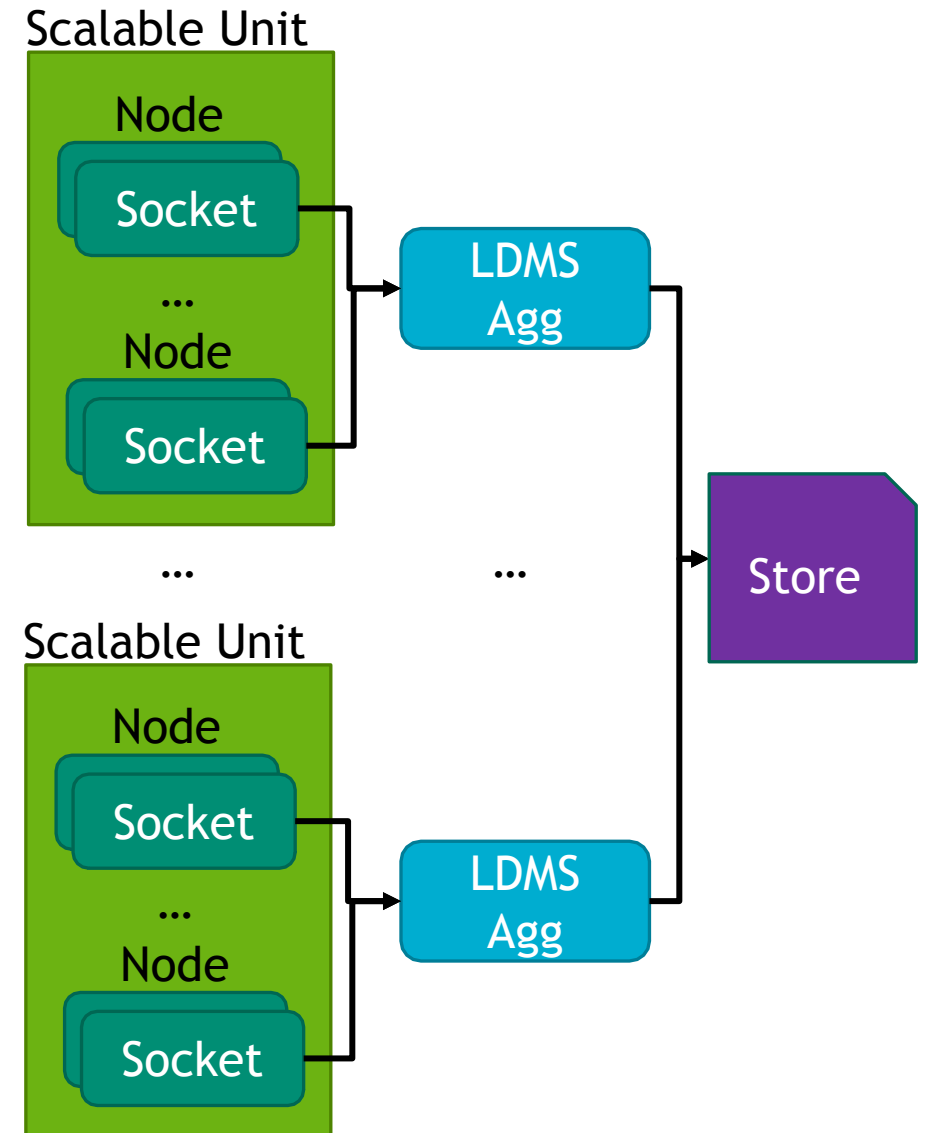 Scalable Unit
Node
Socket
…
Node
Socket
LDMS
Agg
…
…
Store
Scalable Unit
Node
Socket
…
Node
Socket
LDMS
Agg